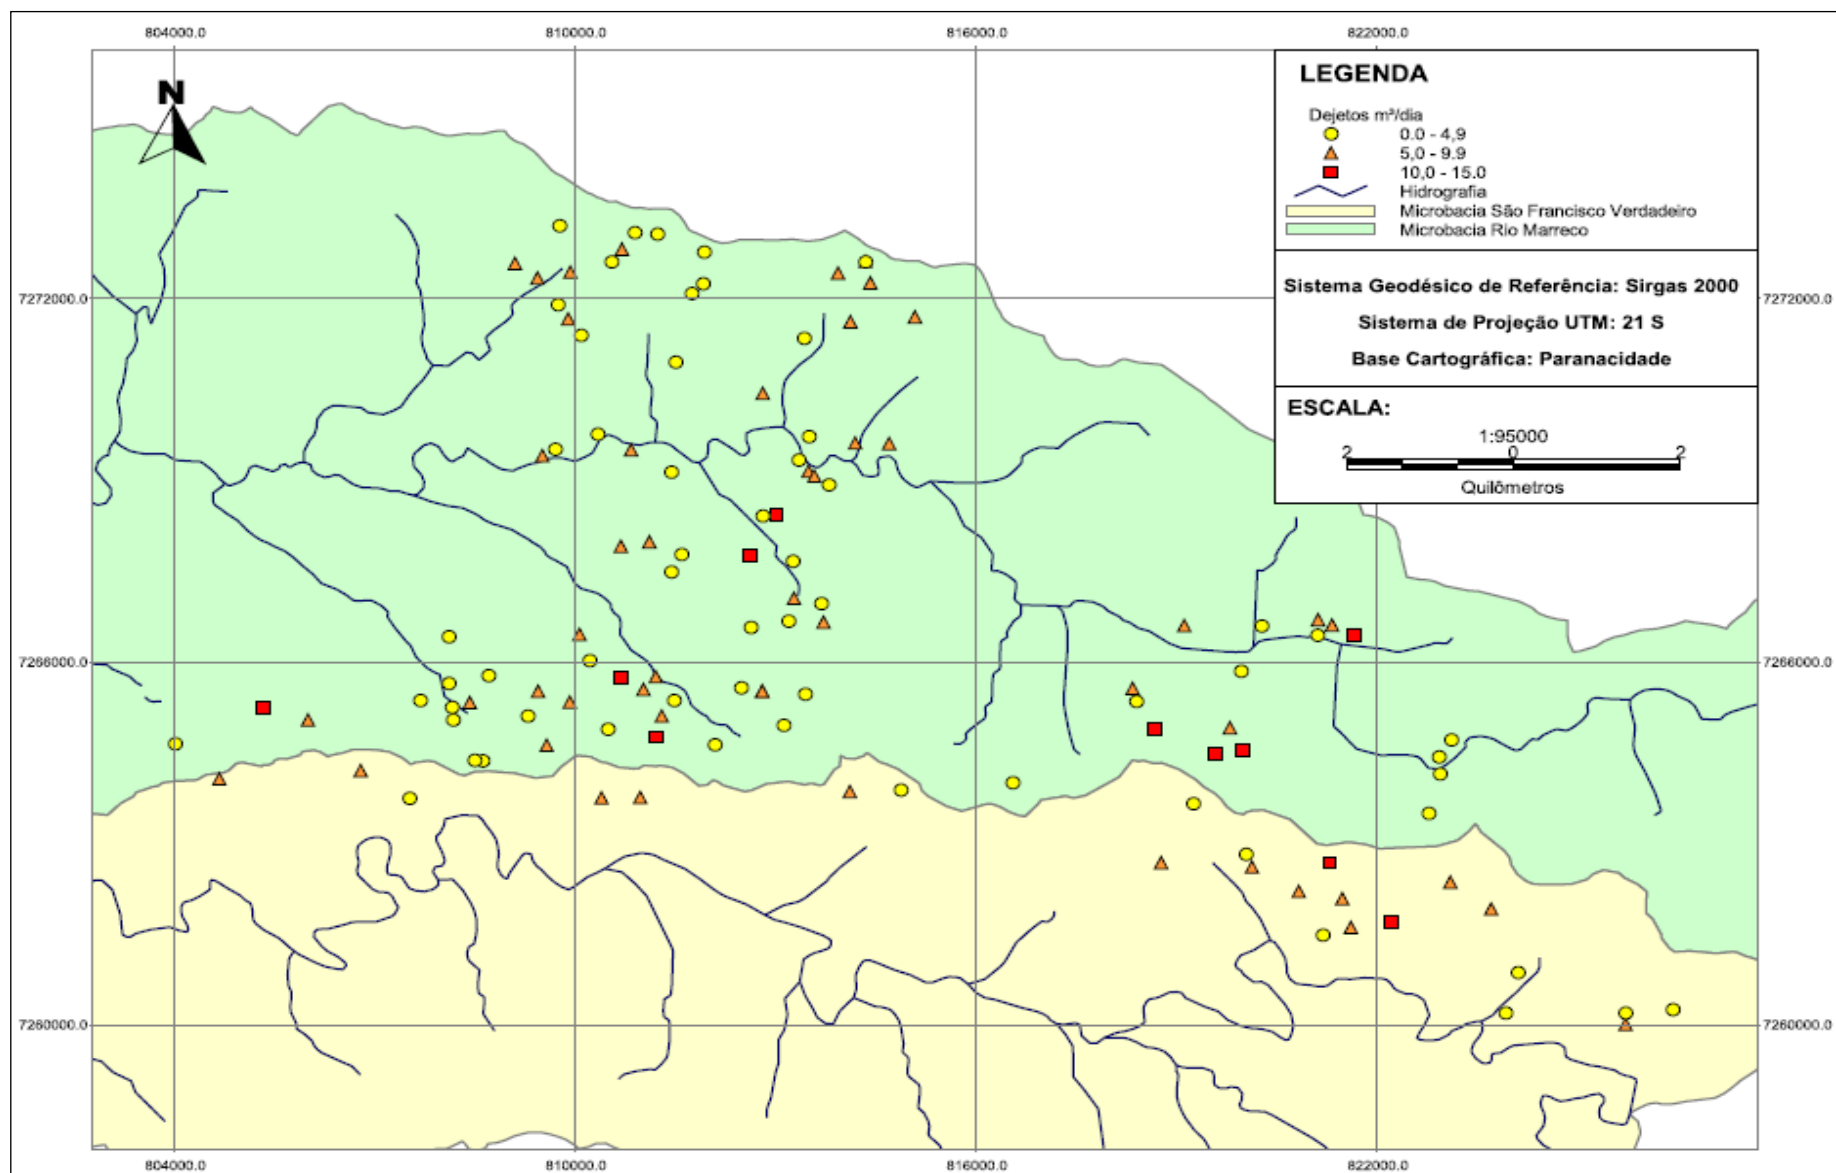 804000.0 810000.0 816000.0 822000.0
N
LEGENDA
Dejetos m³/dia
0.0 - 4,9
5,0 - 9.9
10,0 - 15.0
Hidrografia
Microbacia São Francisco Verdadeiro
Microbacia Rio Marreco
7272000.0 7272000.0
Sistema Geodésico de Referência: Sirgas 2000
Sistema de Projeção UTM: 21 S
Base Cartográfica: Paranacidade
ESCALA:
1:95000
2 0 2
Quilômetros
7266000.0 7266000.0
7260000.0 7260000.0
804000.0 810000.0 816000.0 822000.0